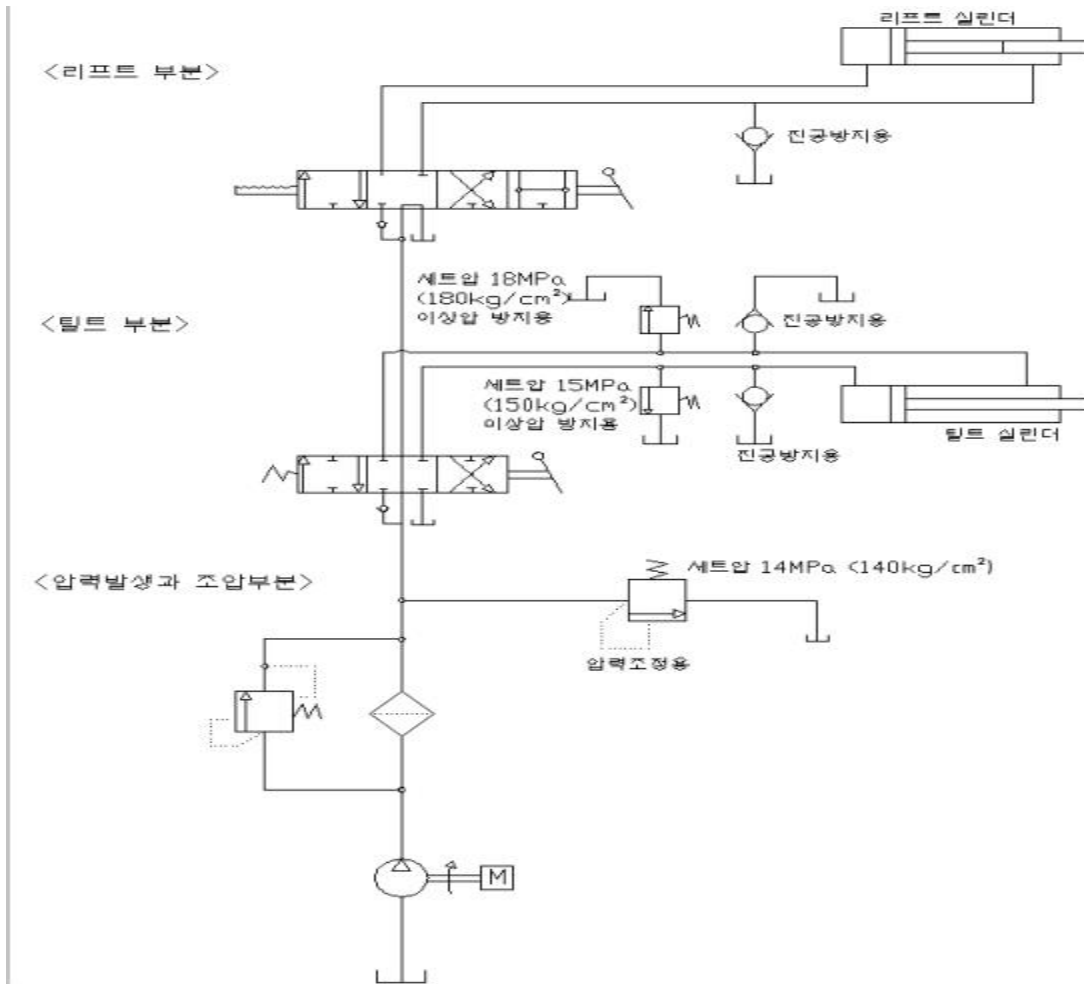 리프트 실린더
<리프트 부분>
진공방지용
세트압 18MPa
(180kg/cm²)
이상압 방지용
<틸트 부분>
진공방지용
세트압 15MPa
(150kg/cm²)
이상압 방지용
틸트 실린더
진공방지용
<압력발생과 조압부분>
세트압 14MPa (140kg/cm²)
압력조정용
M